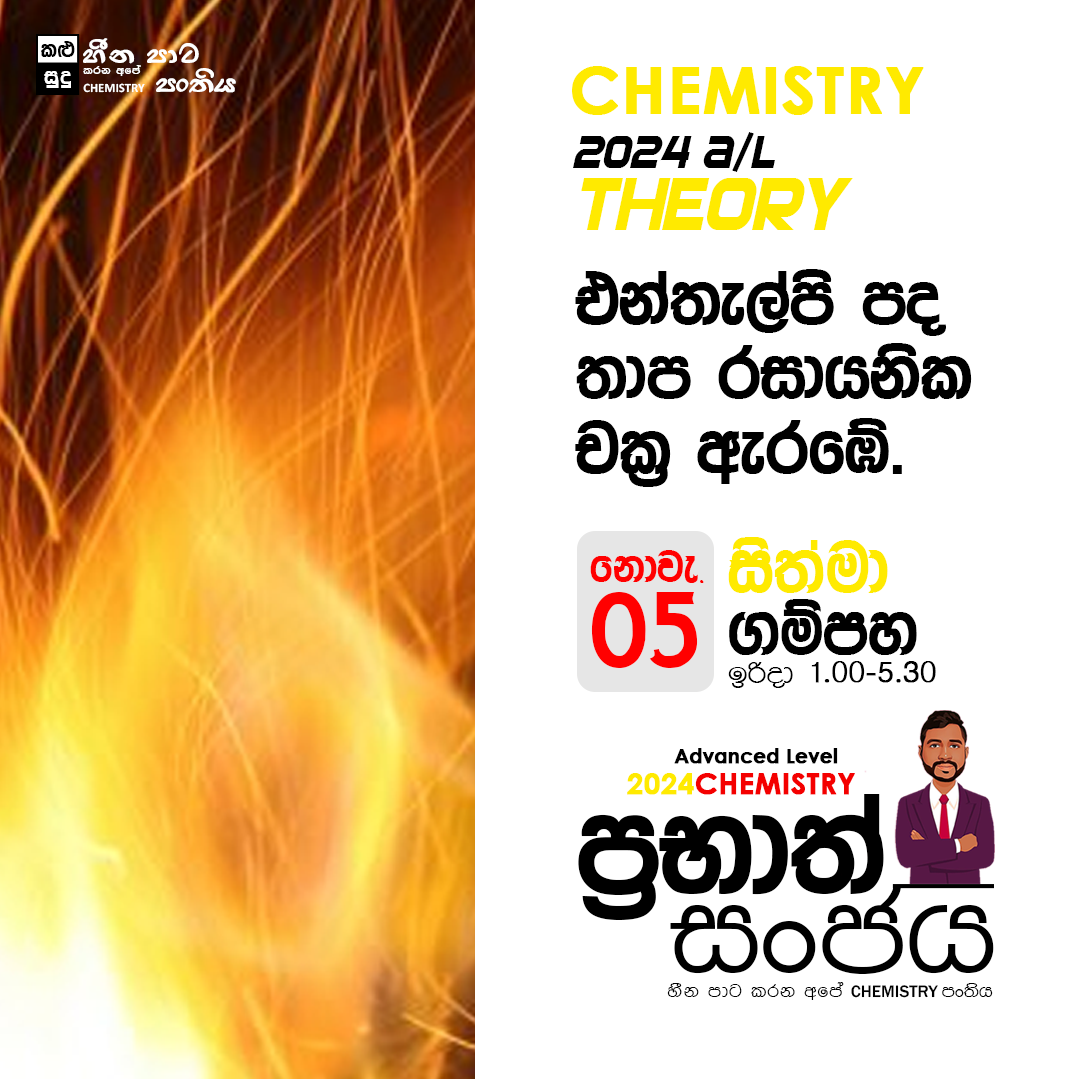 කළු
සුදු
හීන පාට
කරන අපේ
CHEMISTRY පංතිය
CHEMISTRY
2024 A/L
THEORY
එන්තැල්පි පද
තාප රසායනික
චක්‍ර ඇරඹේ.
නොවැ.
05
සිත්මා
ගම්පහ
ඉරිදා 1.00-5.30
Advanced Level
2024CHEMISTRY
ප්‍රභාත්
සංජය
හීන පාට කරන අපේ CHEMISTRY පංතිය